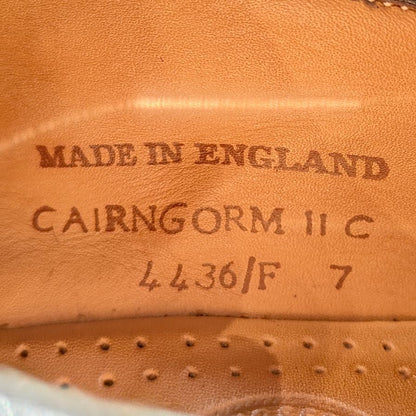 MADE IN ENGLAND
CAIRNGORM II C
4436/F 7